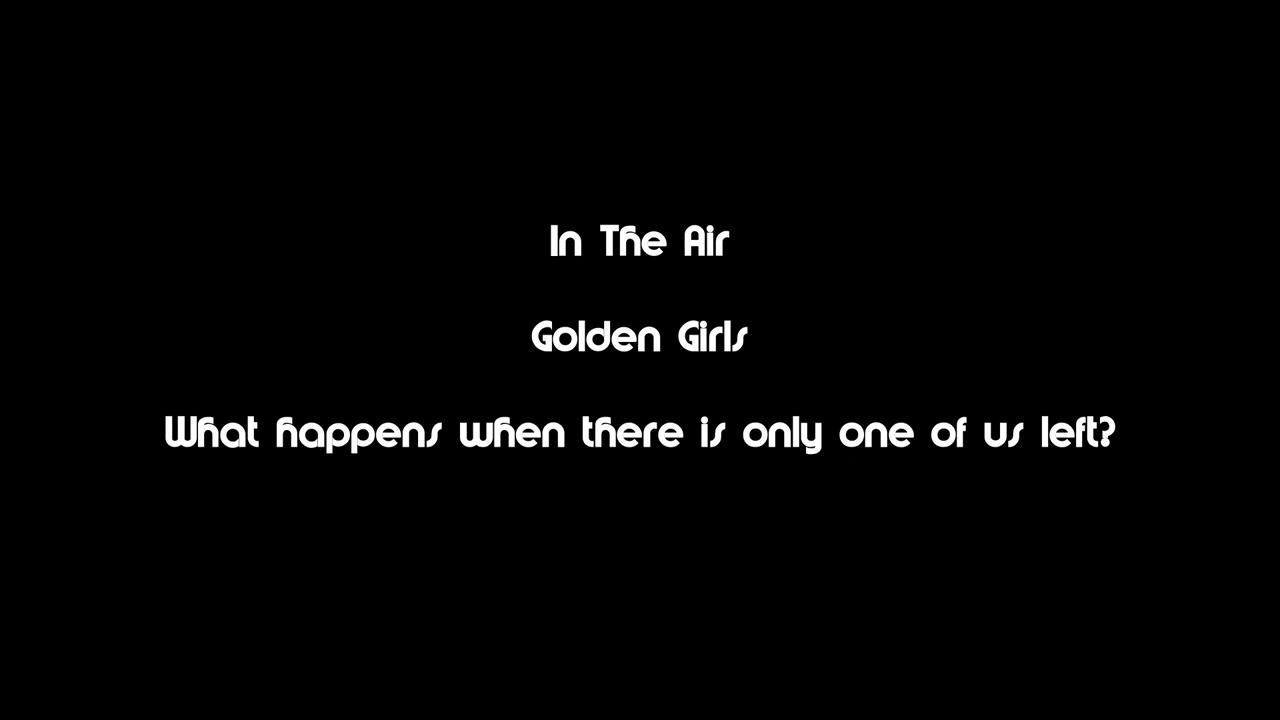 In The Air
Golden Girls
What happens when there is only one of us left?